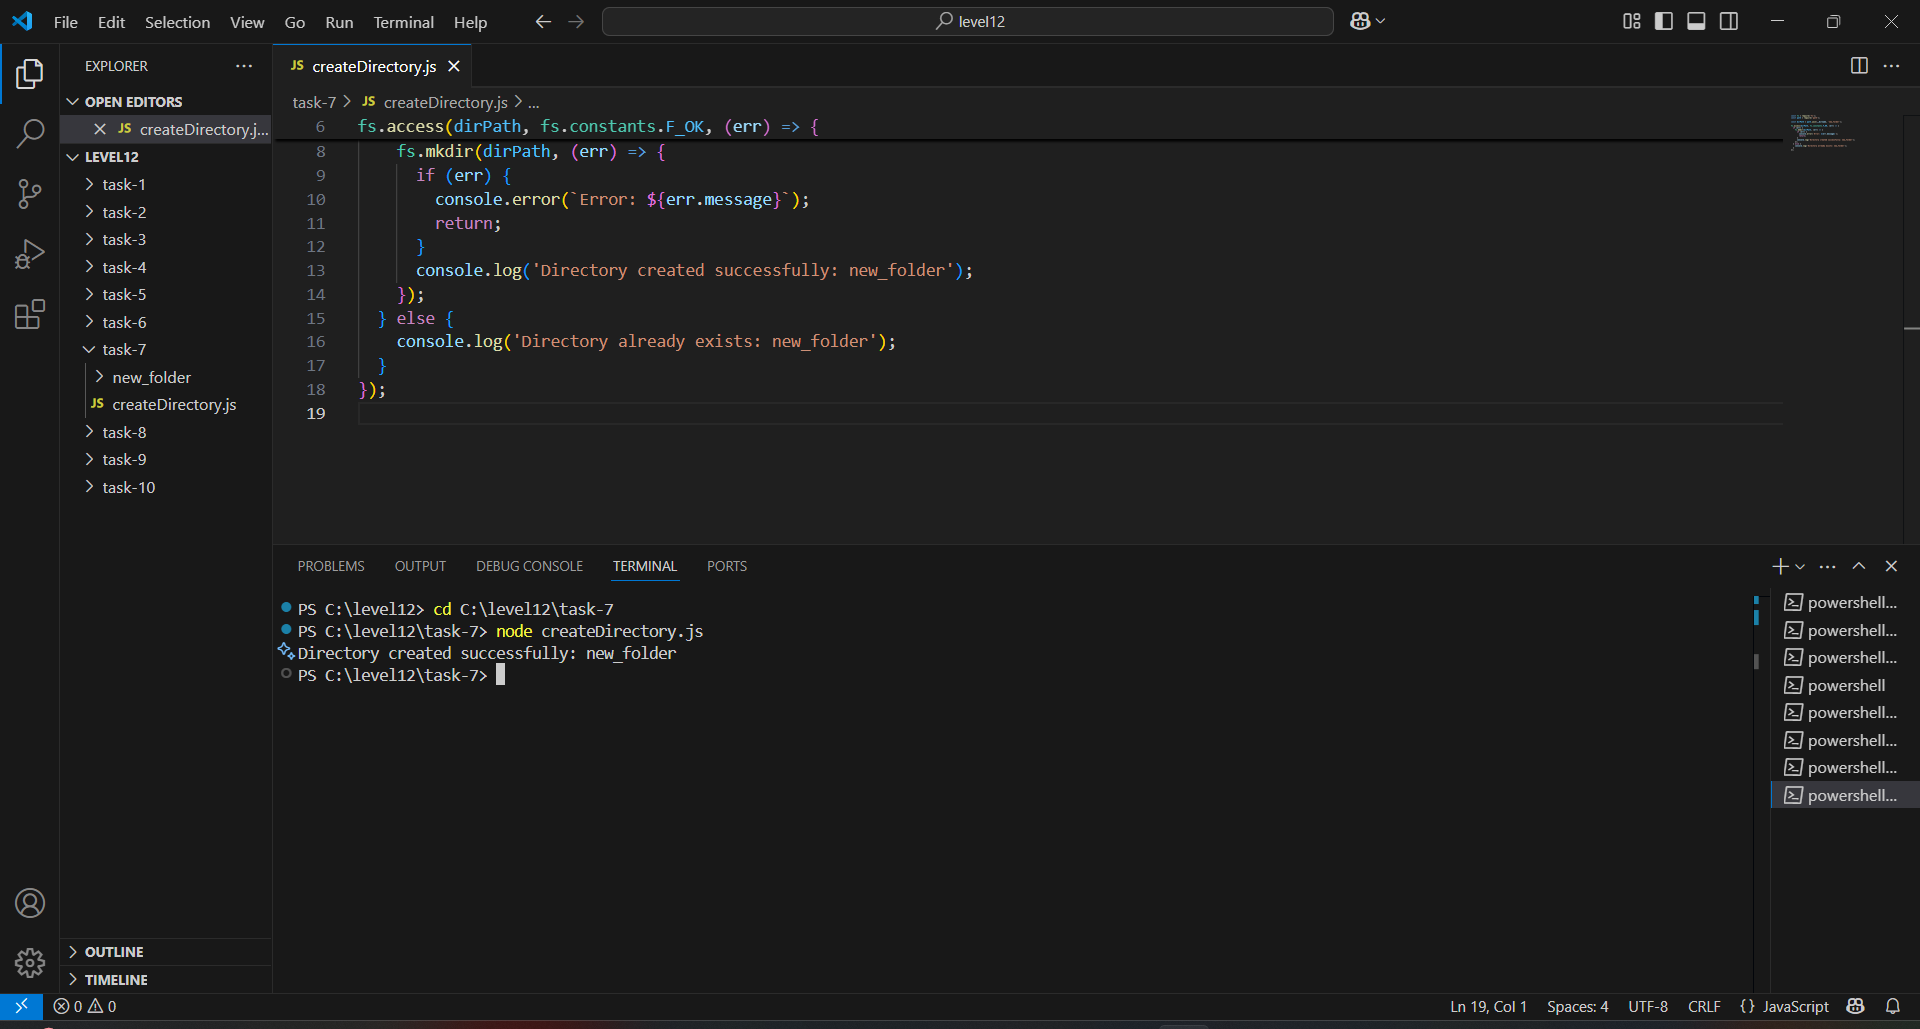 File Edit Selection View Go Run Terminal Help
level12
EXPLORER
OPEN EDITORS
JS createDirectory.j...
LEVEL12
task-1
task-2
task-3
task-4
task-5
task-6
task-7
new_folder
JS createDirectory.js
task-8
task-9
task-10
OUTLINE
TIMELINE
JS createDirectory.js
task-7 > JS createDirectory.js > ...
6 fs.access(dirPath, fs.constants.F_OK, (err) => {
8 fs.mkdir(dirPath, (err) => {
9 if (err) {
10 console.error(`Error: ${err.message}`);
11 return;
12 }
13 console.log('Directory created successfully: new_folder');
14 });
15 } else {
16 console.log('Directory already exists: new_folder');
17 }
18 });
19
PROBLEMS OUTPUT DEBUG CONSOLE TERMINAL PORTS
PS C:\level12> cd C:\level12\task-7
PS C:\level12\task-7> node createDirectory.js
Directory created successfully: new_folder
PS C:\level12\task-7>
powershell...
powershell...
powershell...
powershell
powershell...
powershell...
powershell...
powershell...
0 0
Ln 19, Col 1 Spaces: 4 UTF-8 CRLF {} JavaScript